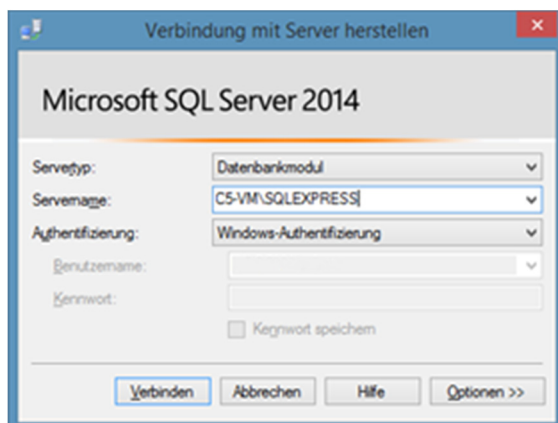 Verbindung mit Server herstellen
Microsoft SQL Server 2014
Servertyp: Datenbankmodul
Servername: C5-VM\SQLEXPRESS
Authentifizierung: Windows-Authentifizierung
Benutzername:
Kennwort:
Kennwort speichern
Verbinden Abbrechen Hilfe Optionen >>